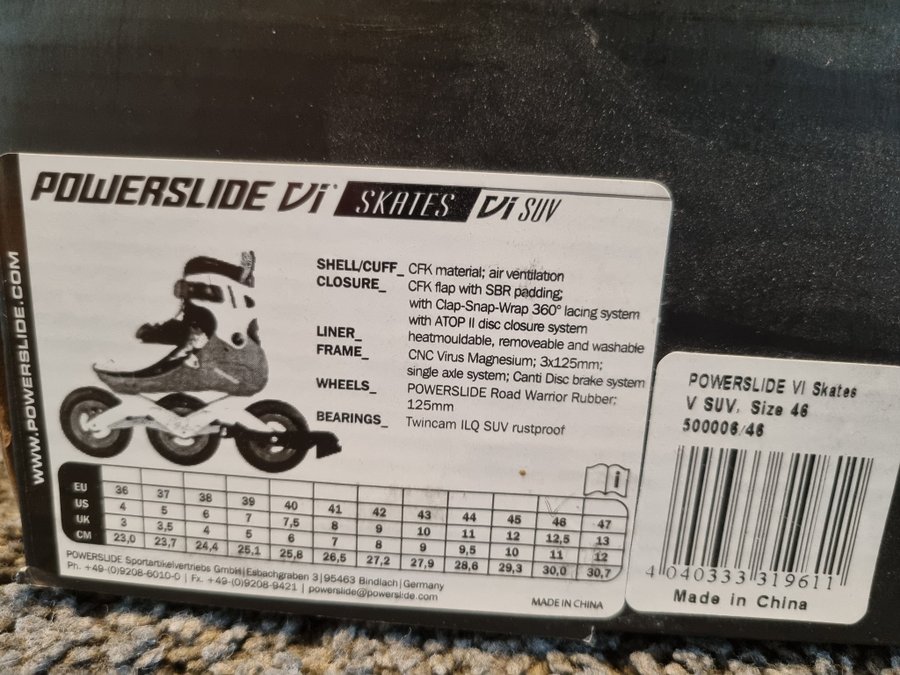 POWERSLIDE Vi SKATES Vi SUV
WWW.POWERSLIDE.COM
SHELL/CUFF_ CFK material; air ventilation
CLOSURE_ CFK flap with SBR padding;
with Clap-Snap-Wrap 360° lacing system
with ATOP II disc closure system
LINER_ heatmouldable, removeable and washable
FRAME_ CNC Virus Magnesium; 3x125mm;
single axle system; Canti Disc brake system
WHEELS_ POWERSLIDE Road Warrior Rubber;
125mm
BEARINGS_ Twincam ILQ SUV rustproof
i
EU 36 37 38 39 40 41 42 43 44 45 46 47
US 4 5 6 7 7,5 8 9 10 11 12 12,5 13
UK 3 3,5 4 5 6 7 8 9 9,5 10 11 12
CM 23,0 23,7 24,4 25,1 25,8 26,5 27,2 27,9 28,6 29,3 30,0 30,7
POWERSLIDE Sportartikelvertriebs GmbH|Esbachgraben 3|95463 Bindlach|Germany
Ph. +49-(0)9208-6010-0 | Fx. +49-(0)9208-9421 | powerslide@powerslide.com
MADE IN CHINA
POWERSLIDE VI Skates
V SUV, Size 46
500006/46
4 040333 319611
Made in China